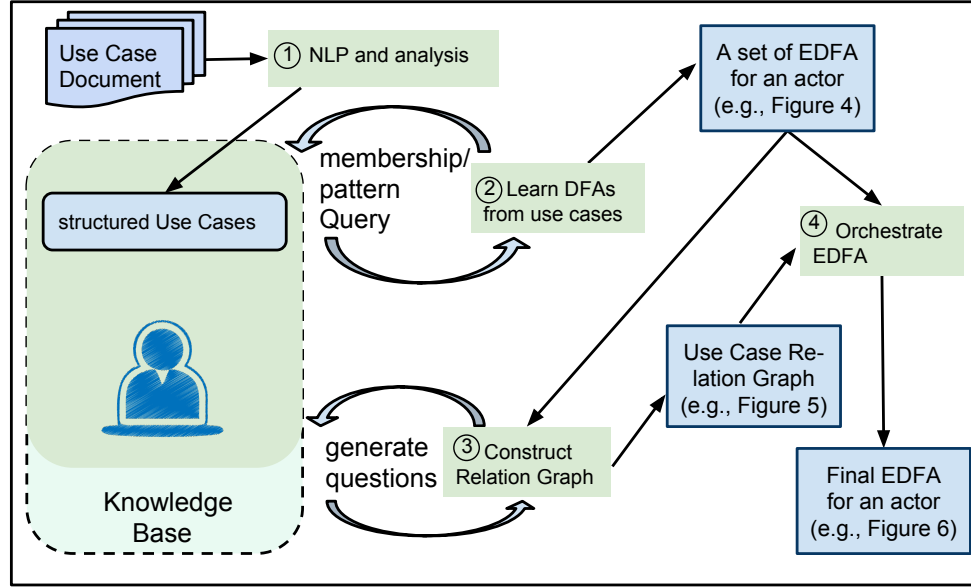 Use Case
Document
① NLP and analysis
A set of EDFA
for an actor
(e.g., Figure 4)
membership/
pattern
Query
② Learn DFAs
from use cases
structured Use Cases
④ Orchestrate
EDFA
Use Case Re-
lation Graph
(e.g., Figure 5)
generate
questions
③ Construct
Relation Graph
Knowledge
Base
Final EDFA
for an actor
(e.g., Figure 6)